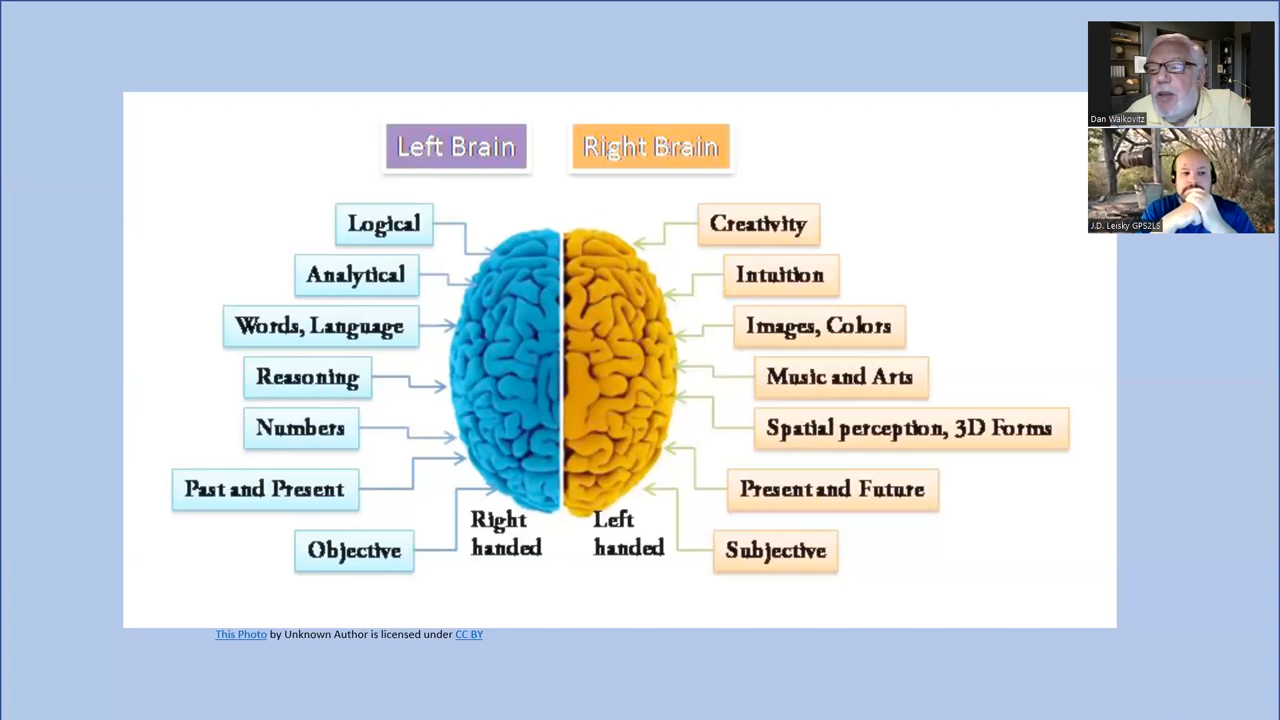 Left Brain
Right Brain
Logical
Analytical
Words, Language
Reasoning
Numbers
Past and Present
Objective
Creativity
Intuition
Images, Colors
Music and Arts
Spatial perception, 3D Forms
Present and Future
Subjective
Right
handed
Left
handed
This Photo by Unknown Author is licensed under CC BY
Dan Walkovitz
J.D. Leisky GPS2LS